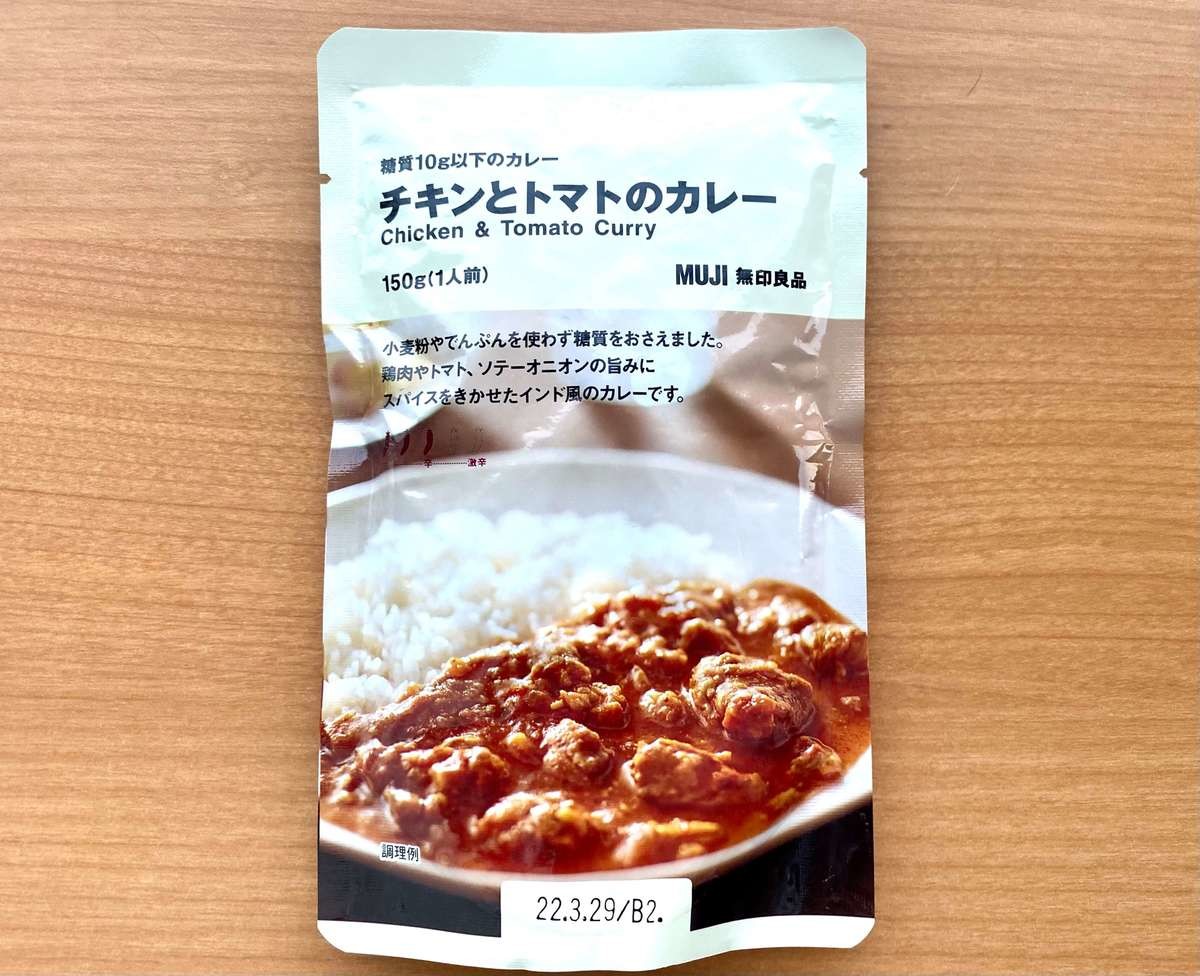 糖質10g以下のカレー
チキンとトマトのカレー
Chicken & Tomato Curry
150g(1人前)
MUJI 無印良品
小麦粉やでんぷんを使わず糖質をおさえました。
鶏肉やトマト、ソテーオニオンの旨みに
スパイスをきかせたインド風のカレーです。
辛 激辛
調理例
22.3.29/B2.